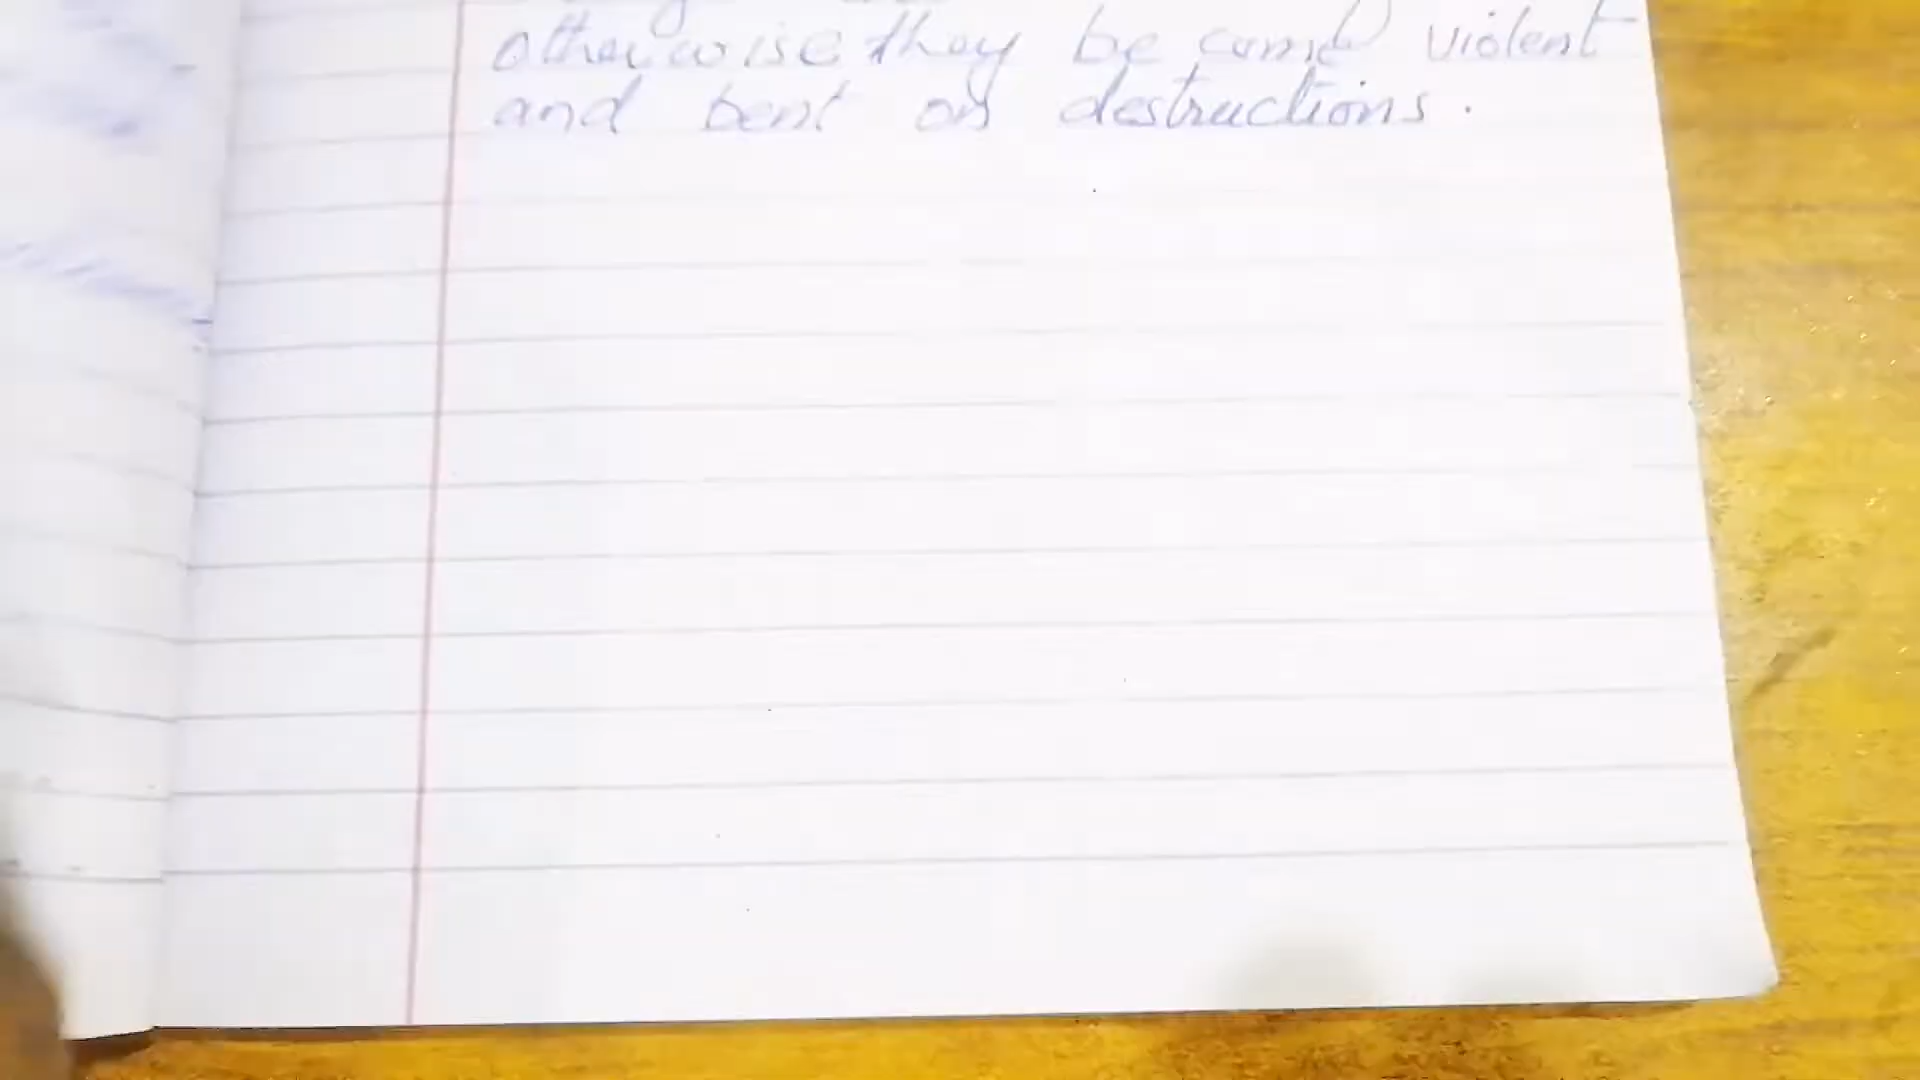 otherwise they become violent
and bent on destructions.